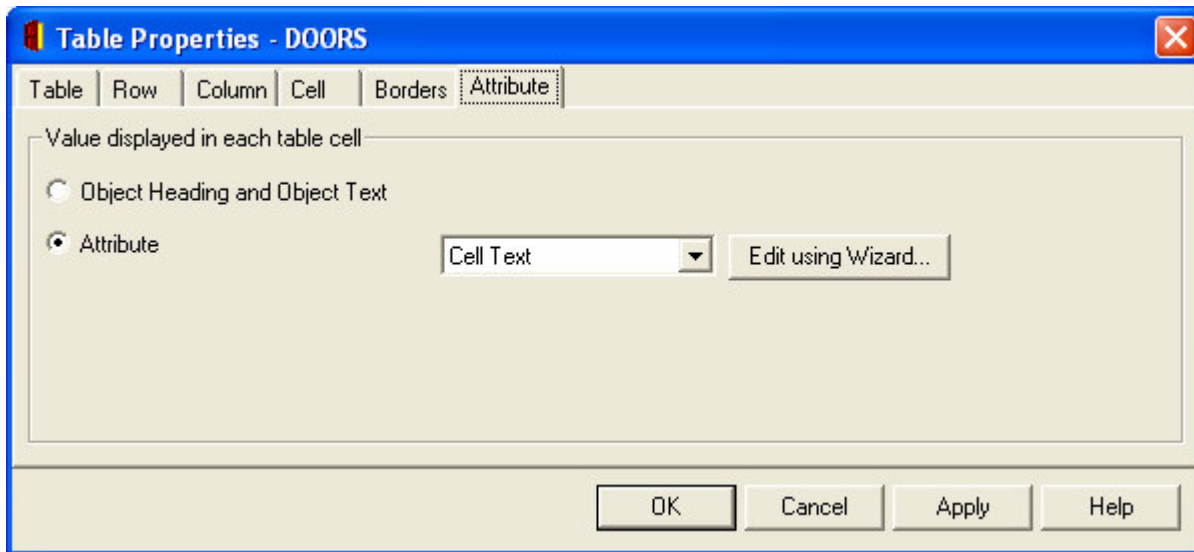 Table Properties - DOORS
Table Row Column Cell Borders Attribute
Value displayed in each table cell
Object Heading and Object Text
Attribute Cell Text Edit using Wizard...
OK Cancel Apply Help